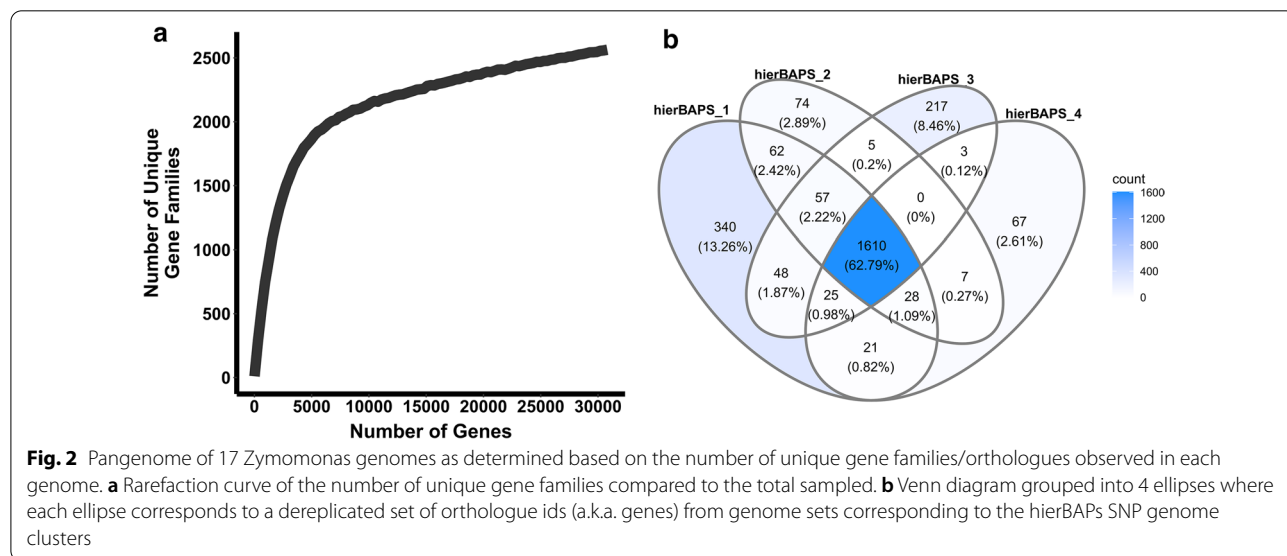 a
Number of Unique
Gene Families
2500
2000
1500
1000
500
0
0 5000 10000 15000 20000 25000 30000
Number of Genes
b
hierBAPS_1
hierBAPS_2
hierBAPS_3
hierBAPS_4
74
(2.89%)
217
(8.46%)
62
(2.42%)
5
(0.2%)
3
(0.12%)
340
(13.26%)
57
(2.22%)
0
(0%)
67
(2.61%)
1610
(62.79%)
48
(1.87%)
25
(0.98%)
28
(1.09%)
7
(0.27%)
21
(0.82%)
count
1600
1200
800
400
0
Fig. 2 Pangenome of 17 Zymomonas genomes as determined based on the number of unique gene families/orthologues observed in each
genome. a Rarefaction curve of the number of unique gene families compared to the total sampled. b Venn diagram grouped into 4 ellipses where
each ellipse corresponds to a dereplicated set of orthologue ids (a.k.a. genes) from genome sets corresponding to the hierBAPs SNP genome
clusters